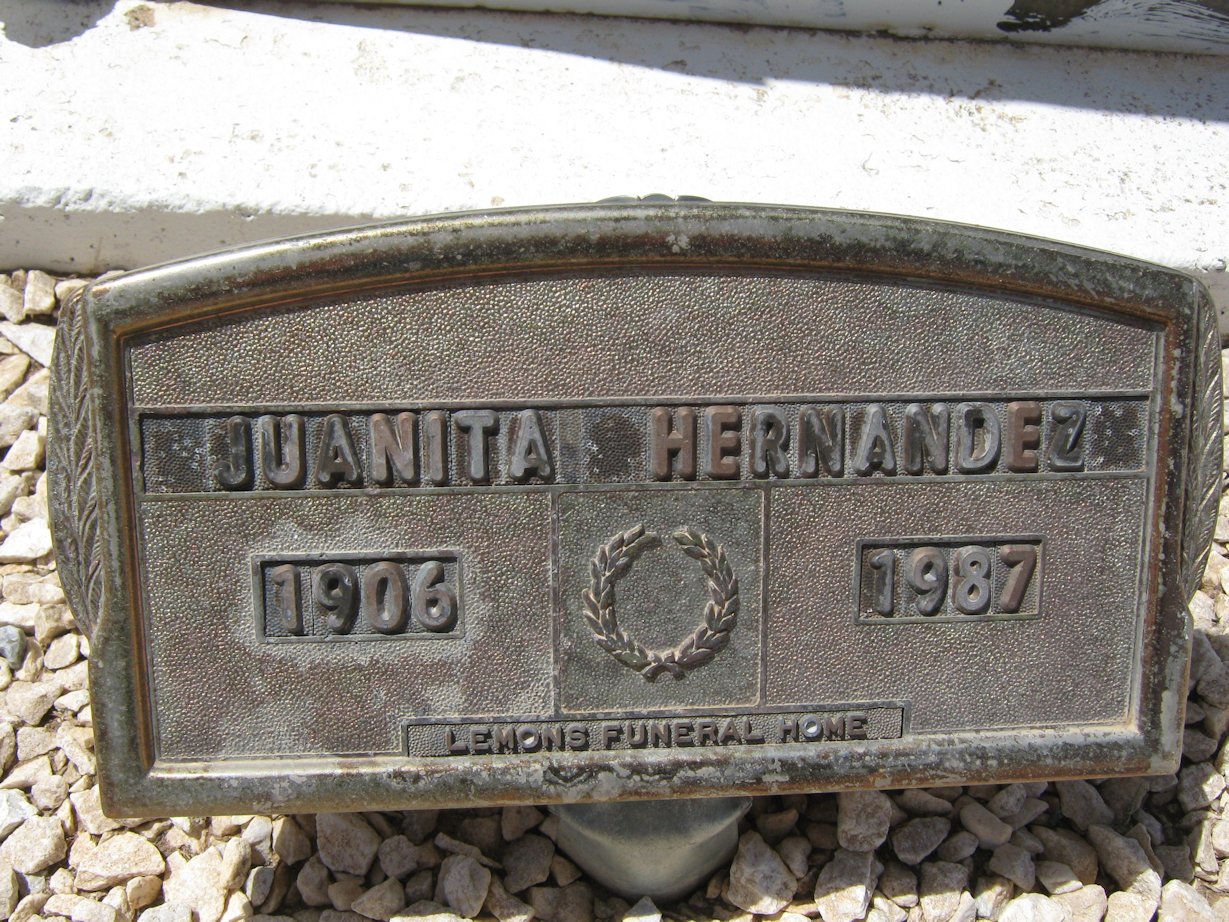 JUANITA HERNANDEZ
1906 1987
LEMONS FUNERAL HOME